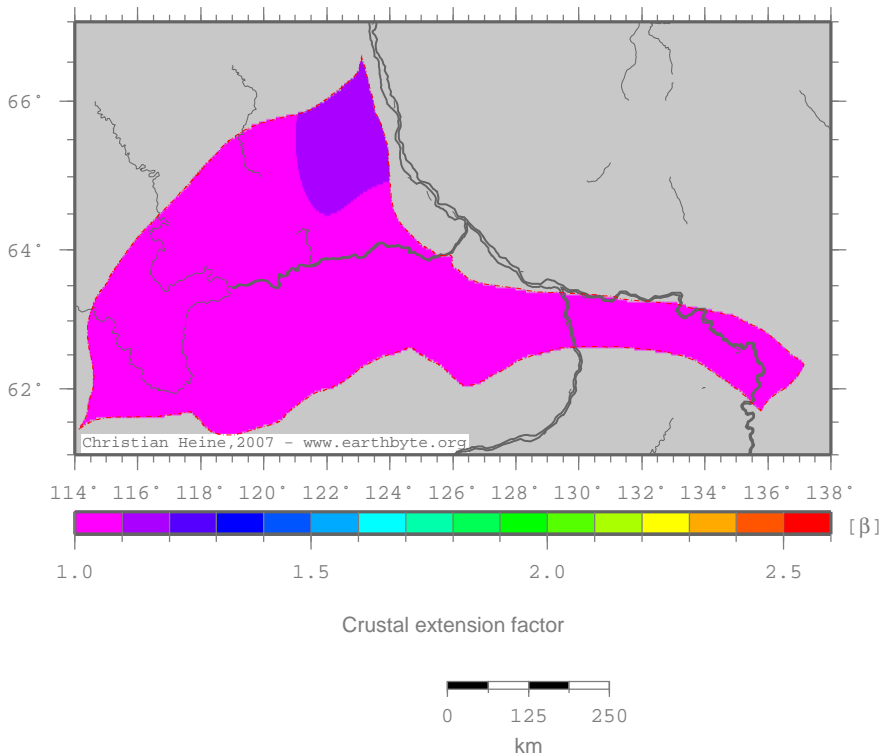 66°
64°
62°
Christian Heine,2007 - www.earthbyte.org
114° 116° 118° 120° 122° 124° 126° 128° 130° 132° 134° 136° 138°
[β]
1.0 1.5 2.0 2.5
Crustal extension factor
0 125 250
km